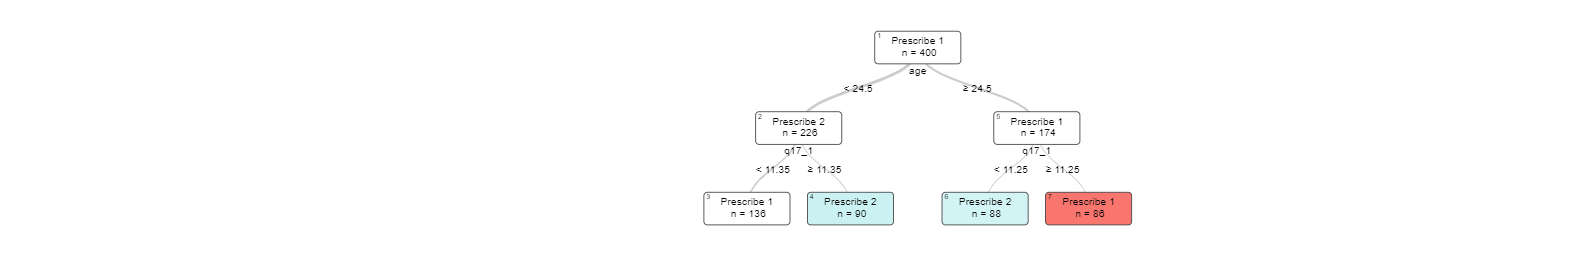 1
Prescribe 1
n = 400
age
< 24.5
≥ 24.5
2
Prescribe 2
n = 226
5
Prescribe 1
n = 174
q17_1
q17_1
< 11.35
≥ 11.35
< 11.25
≥ 11.25
3
Prescribe 1
n = 136
4
Prescribe 2
n = 90
6
Prescribe 2
n = 88
7
Prescribe 1
n = 86